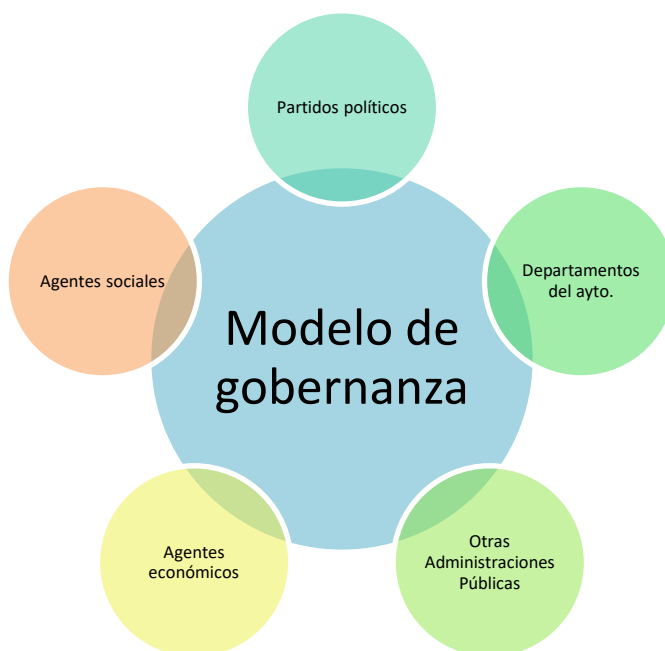 Partidos políticos
Agentes sociales
Departamentos
del ayto.
Modelo de
gobernanza
Agentes
económicos
Otras
Administraciones
Públicas